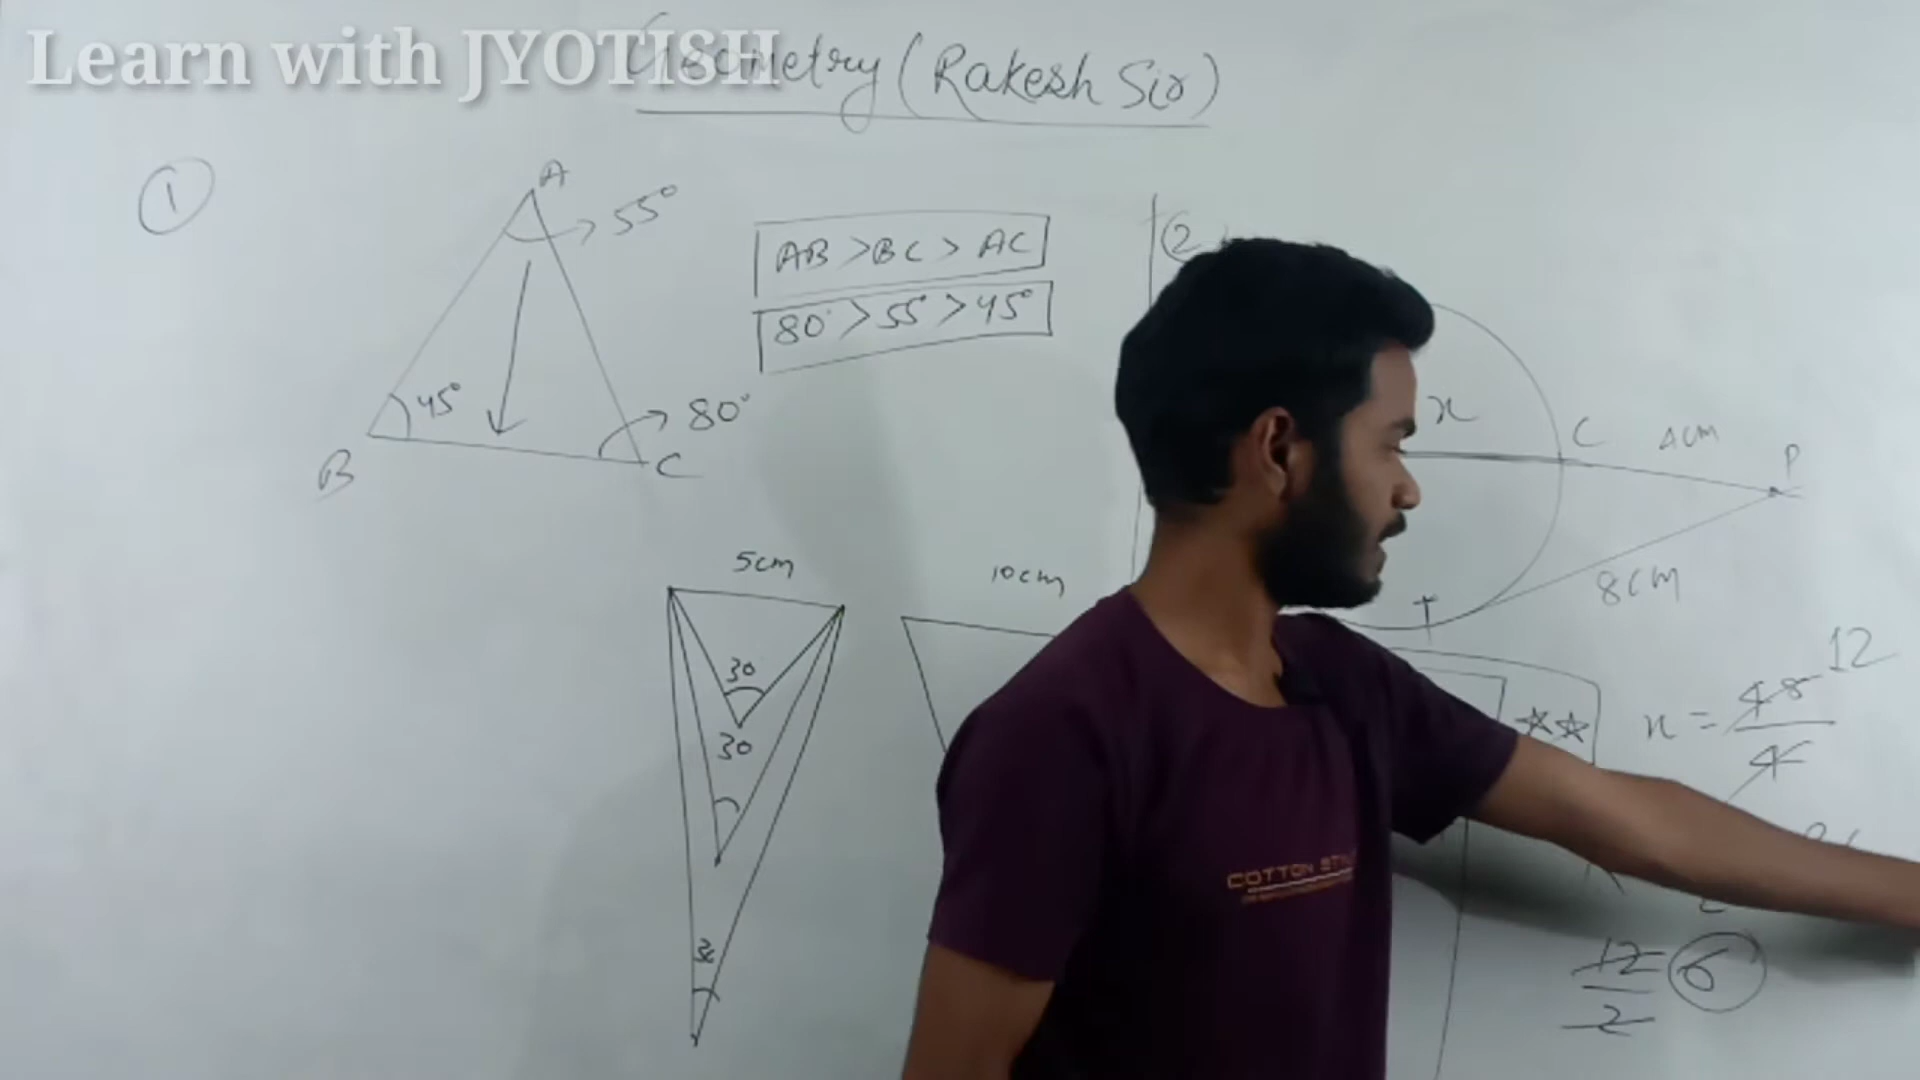 Learn with JYOTISH
Geometry (Rakesh Sir)
1
A
55°
AB > BC > AC
80° > 55° > 45°
45°
80°
B
C
2
x
C
4cm
P
8cm
T
5cm
10cm
30
30
x = 48 12
4
12 6
2
COTTON